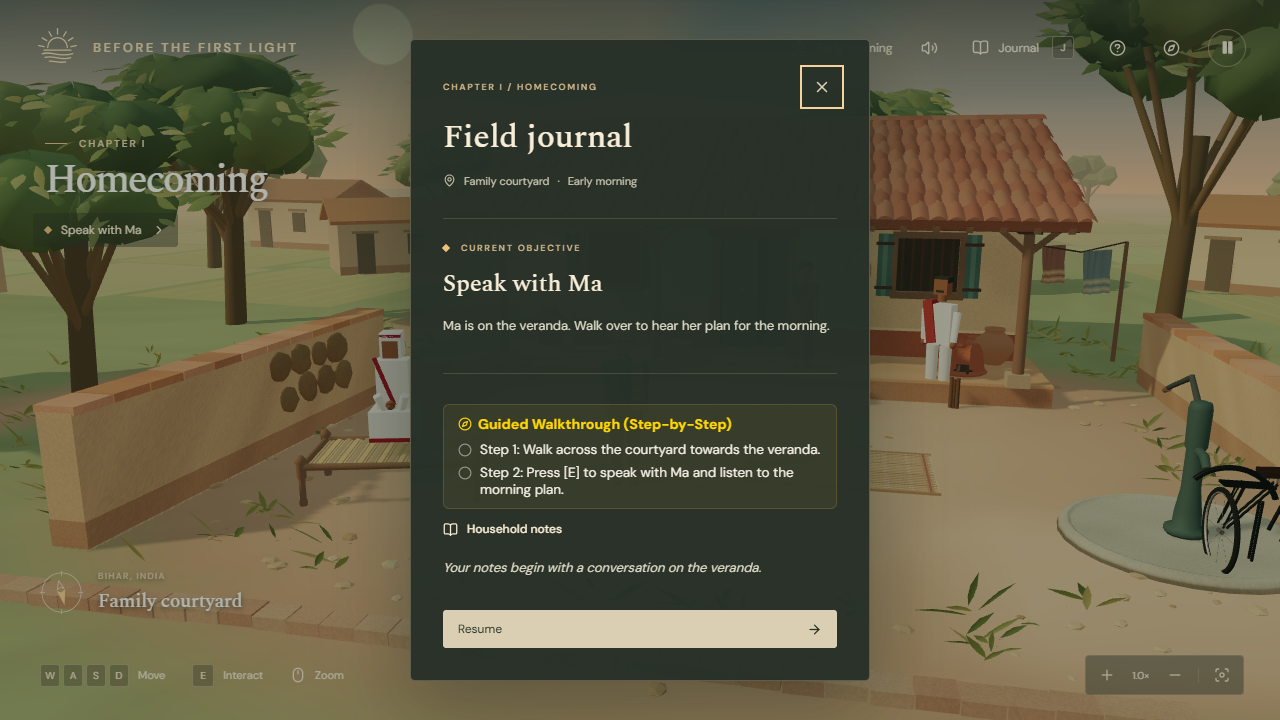 BEFORE THE FIRST LIGHT
ning
Journal
J
CHAPTER I
Homecoming
Speak with Ma
CHAPTER I / HOMECOMING
Field journal
Family courtyard · Early morning
CURRENT OBJECTIVE
Speak with Ma
Ma is on the veranda. Walk over to hear her plan for the morning.
Guided Walkthrough (Step-by-Step)
Step 1: Walk across the courtyard towards the veranda.
Step 2: Press [E] to speak with Ma and listen to the
morning plan.
Household notes
Your notes begin with a conversation on the veranda.
Resume
BIHAR, INDIA
Family courtyard
W A S D Move
E Interact
Zoom
1.0×